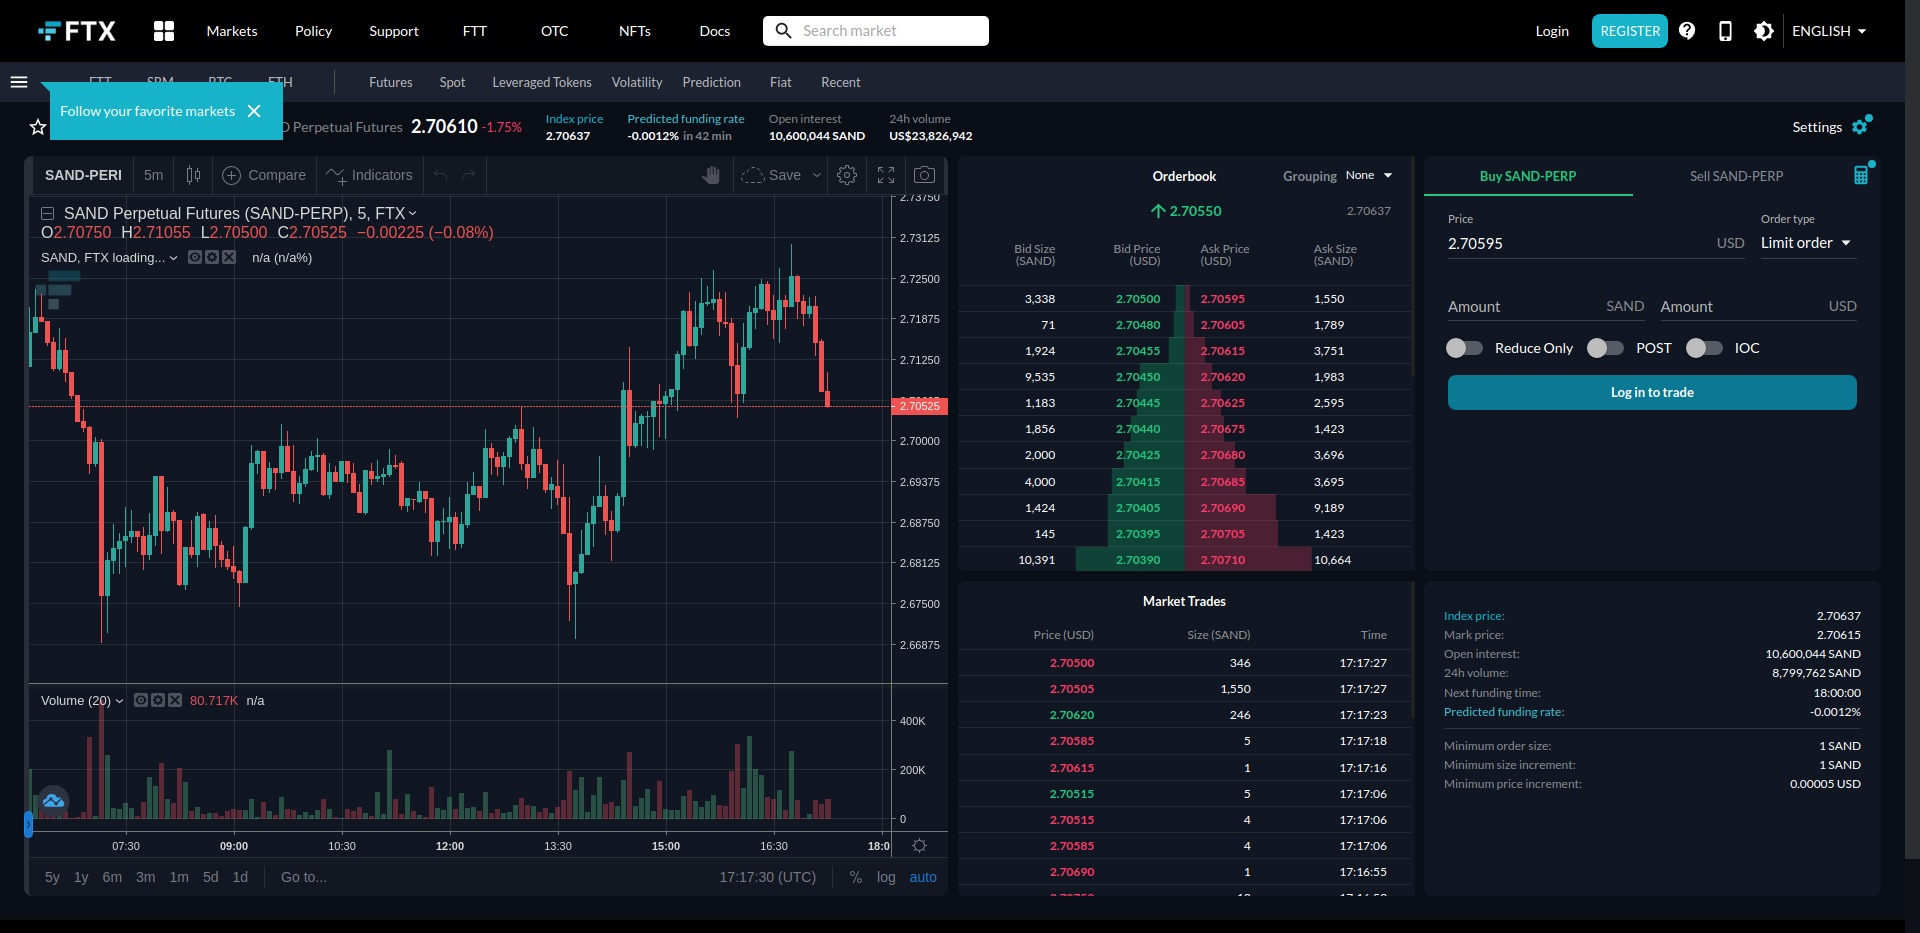 FTX Markets Policy Support FTT OTC NFTs Docs Search market Login REGISTER ENGLISH
Futures Spot Leveraged Tokens Volatility Prediction Fiat Recent
Follow your favorite markets
Perpetual Futures 2.70610 -1.75%
Index price 2.70637
Predicted funding rate -0.0012% in 42 min
Open interest 10,600,044 SAND
24h volume US$23,826,942
Settings
SAND-PERI 5m Compare Indicators Save
SAND Perpetual Futures (SAND-PERP), 5, FTX
O2.70750 H2.71055 L2.70500 C2.70525 −0.00225 (−0.08%)
SAND, FTX loading... n/a (n/a%)
2.73750
2.73125
2.72500
2.71875
2.71250
2.70525
2.70000
2.69375
2.68750
2.68125
2.67500
2.66875
Volume (20) 80.717K n/a
400K
200K
0
07:30 09:00 10:30 12:00 13:30 15:00 16:30 18:0
5y 1y 6m 3m 1m 5d 1d Go to... 17:17:30 (UTC) % log auto
Orderbook Grouping None
2.70550 2.70637
Bid Size (SAND) Bid Price (USD) Ask Price (USD) Ask Size (SAND)
3,338 2.70500 2.70595 1,550
71 2.70480 2.70605 1,789
1,924 2.70455 2.70615 3,751
9,535 2.70450 2.70620 1,983
1,183 2.70445 2.70625 2,595
1,856 2.70440 2.70675 1,423
2,000 2.70425 2.70680 3,696
4,000 2.70415 2.70685 3,695
1,424 2.70405 2.70690 9,189
145 2.70395 2.70705 1,423
10,391 2.70390 2.70710 10,664
Market Trades
Price (USD) Size (SAND) Time
2.70500 346 17:17:27
2.70505 1,550 17:17:27
2.70620 246 17:17:23
2.70585 5 17:17:18
2.70615 1 17:17:16
2.70515 5 17:17:06
2.70515 4 17:17:06
2.70585 4 17:17:06
2.70690 1 17:16:55
Buy SAND-PERP Sell SAND-PERP
Price Order type
2.70595 USD Limit order
Amount SAND Amount USD
Reduce Only POST IOC
Log in to trade
Index price: 2.70637
Mark price: 2.70615
Open interest: 10,600,044 SAND
24h volume: 8,799,762 SAND
Next funding time: 18:00:00
Predicted funding rate: -0.0012%
Minimum order size: 1 SAND
Minimum size increment: 1 SAND
Minimum price increment: 0.00005 USD